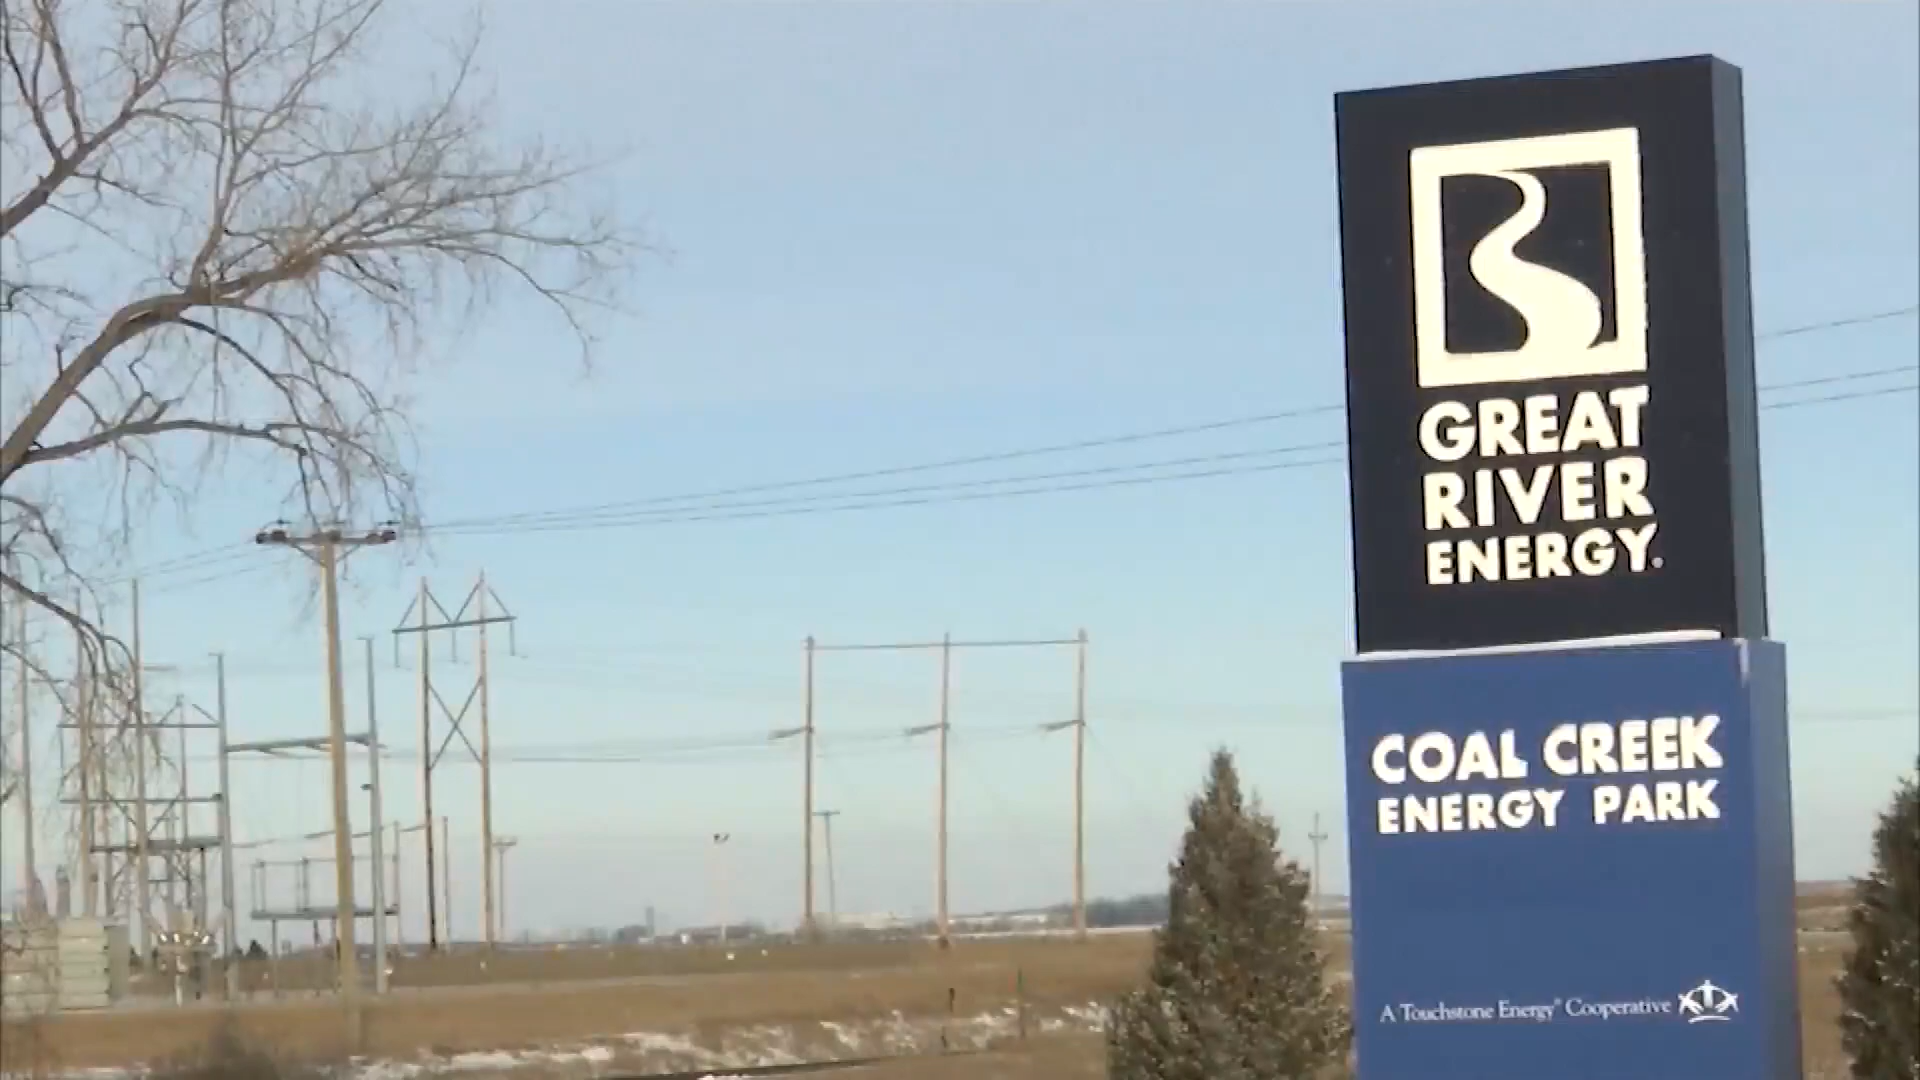 GREAT
RIVER
ENERGY®
COAL CREEK
ENERGY PARK
A Touchstone Energy® Cooperative